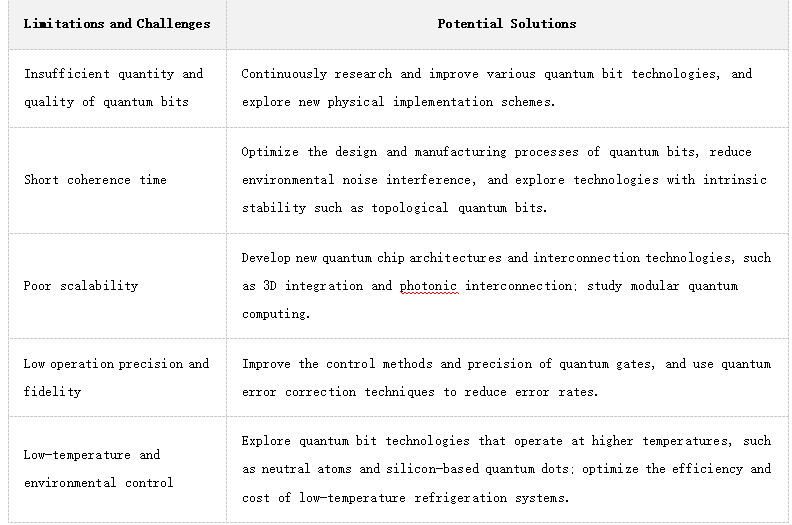 Limitations and Challenges
Potential Solutions
Insufficient quantity and
quality of quantum bits
Continuously research and improve various quantum bit technologies, and
explore new physical implementation schemes.
Short coherence time
Optimize the design and manufacturing processes of quantum bits, reduce
environmental noise interference, and explore technologies with intrinsic
stability such as topological quantum bits.
Poor scalability
Develop new quantum chip architectures and interconnection technologies, such
as 3D integration and photonic interconnection; study modular quantum
computing.
Low operation precision and
fidelity
Improve the control methods and precision of quantum gates, and use quantum
error correction techniques to reduce error rates.
Low-temperature and
environmental control
Explore quantum bit technologies that operate at higher temperatures, such
as neutral atoms and silicon-based quantum dots; optimize the efficiency and
cost of low-temperature refrigeration systems.